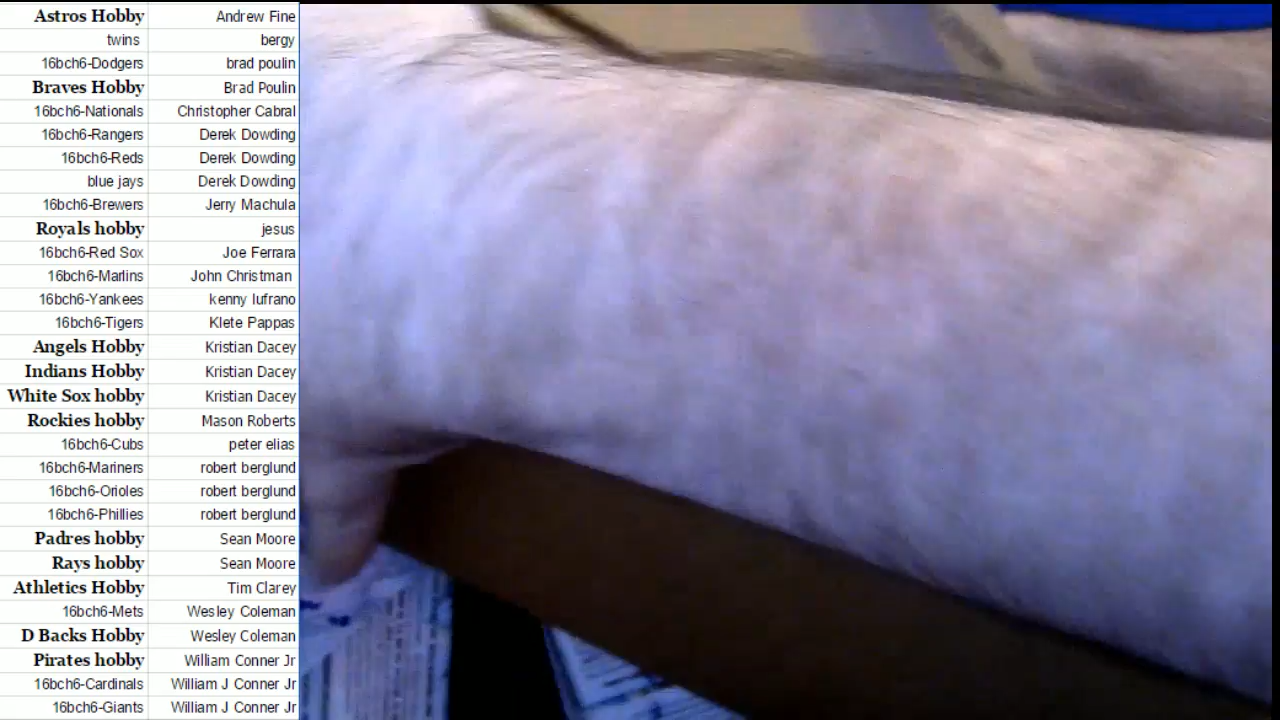 Astros Hobby Andrew Fine
twins bergy
16bch6-Dodgers brad poulin
Braves Hobby Brad Poulin
16bch6-Nationals Christopher Cabral
16bch6-Rangers Derek Dowding
16bch6-Reds Derek Dowding
blue jays Derek Dowding
16bch6-Brewers Jerry Machula
Royals hobby jesus
16bch6-Red Sox Joe Ferrara
16bch6-Marlins John Christman
16bch6-Yankees kenny lufrano
16bch6-Tigers Klete Pappas
Angels Hobby Kristian Dacey
Indians Hobby Kristian Dacey
White Sox hobby Kristian Dacey
Rockies hobby Mason Roberts
16bch6-Cubs peter elias
16bch6-Mariners robert berglund
16bch6-Orioles robert berglund
16bch6-Phillies robert berglund
Padres hobby Sean Moore
Rays hobby Sean Moore
Athletics Hobby Tim Clarey
16bch6-Mets Wesley Coleman
D Backs Hobby Wesley Coleman
Pirates hobby William Conner Jr
16bch6-Cardinals William J Conner Jr
16bch6-Giants William J Conner Jr